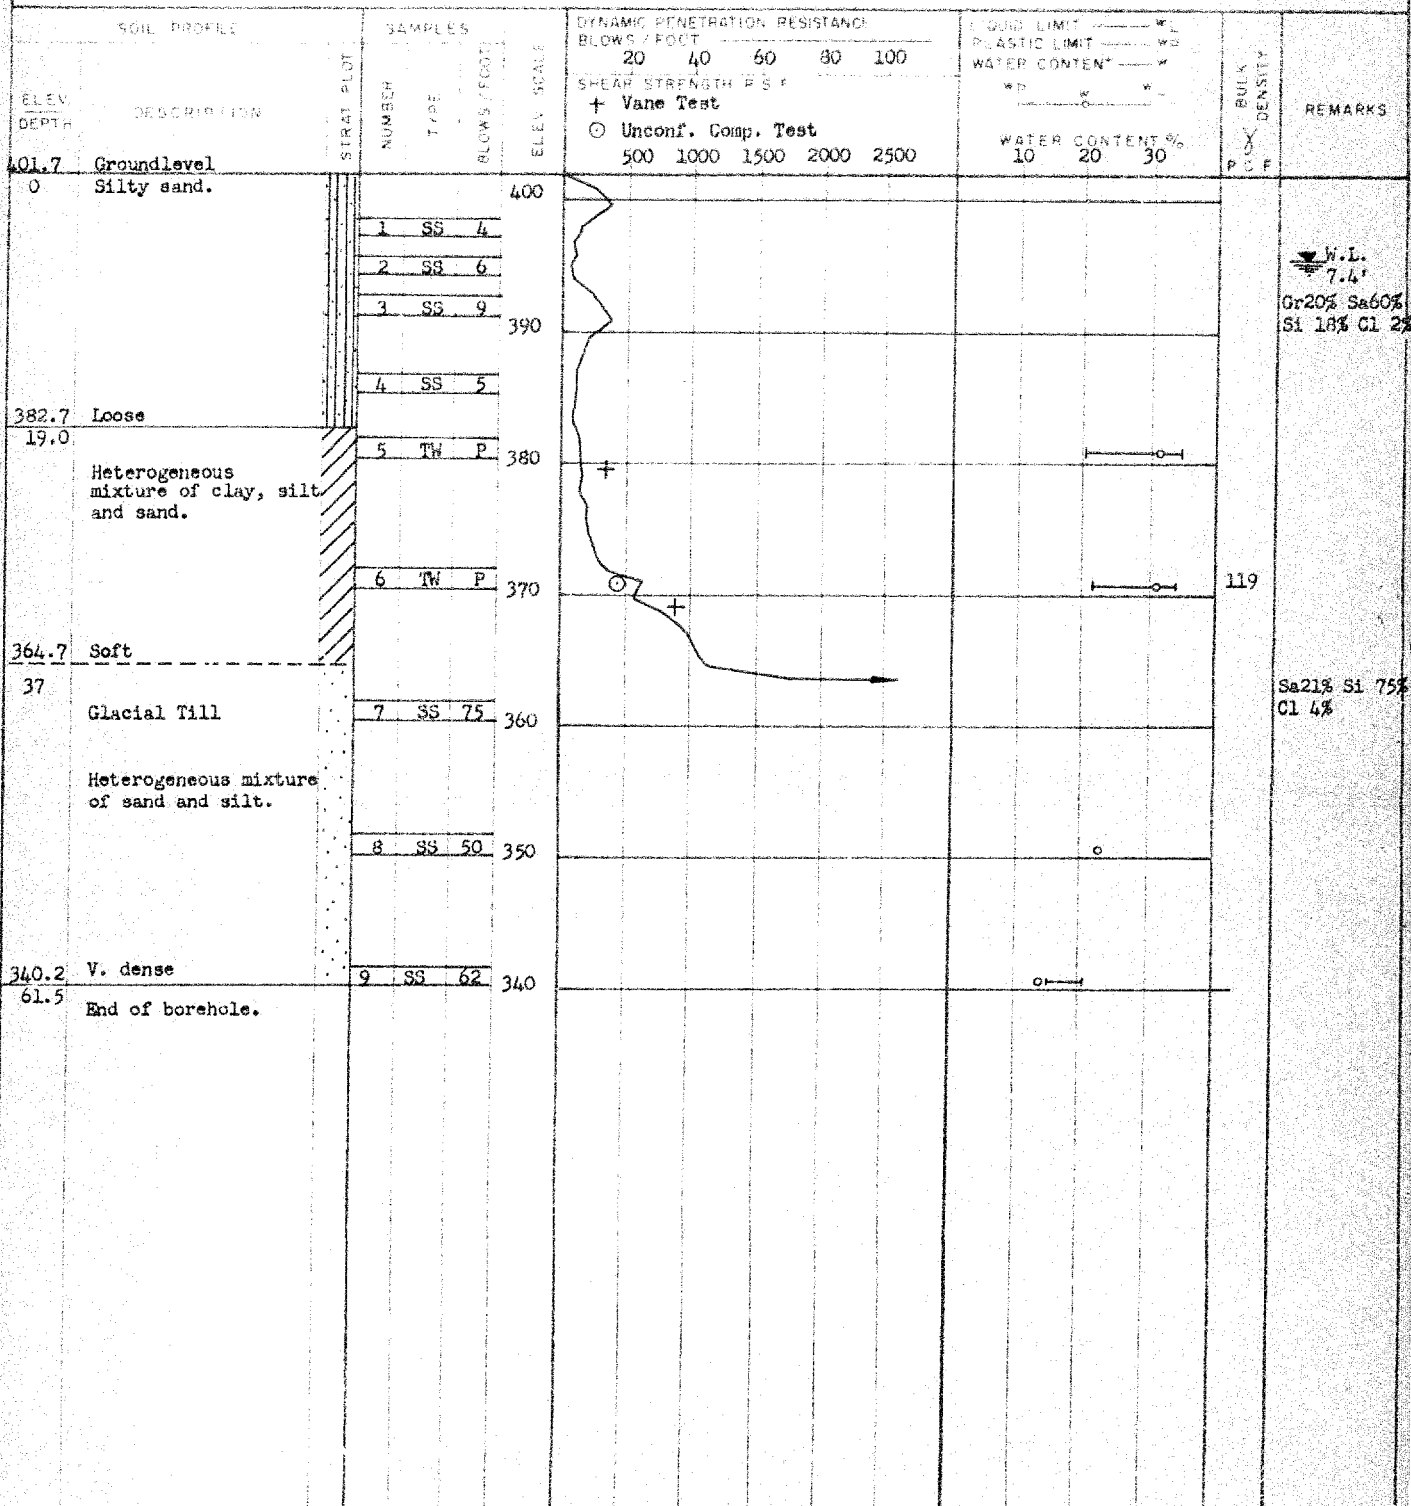 SOIL PROFILE
SAMPLES
DYNAMIC PENETRATION RESISTANCE
BLOWS / FOOT
20 40 60 80 100
SHEAR STRENGTH P.S.F.
+ Vane Test
⊙ Unconf. Comp. Test
500 1000 1500 2000 2500
LIQUID LIMIT W L
PLASTIC LIMIT W P
WATER CONTENT W
W P W W L
WATER CONTENT %
10 20 30
BULK DENSITY
γ
P C F
REMARKS
ELEV.
DEPTH
DESCRIPTION
STRAT. PLOT
NUMBER
TYPE
BLOWS / FOOT
ELEV. SCALE
401.7 Groundlevel
0 Silty sand.
400
1 SS 4
2 SS 6
W.L.
7.4'
3 SS 9
Gr20% Sa60%
Si 18% Cl 2%
390
4 SS 5
382.7 Loose
19.0
5 TW P
380
Heterogeneous
mixture of clay, silt
and sand.
6 TW P
370
119
364.7 Soft
37
Sa21% Si 75%
Cl 4%
Glacial Till
7 SS 75
360
Heterogeneous mixture
of sand and silt.
8 SS 50
350
340.2 V. dense
9 SS 62
340
61.5
End of borehole.